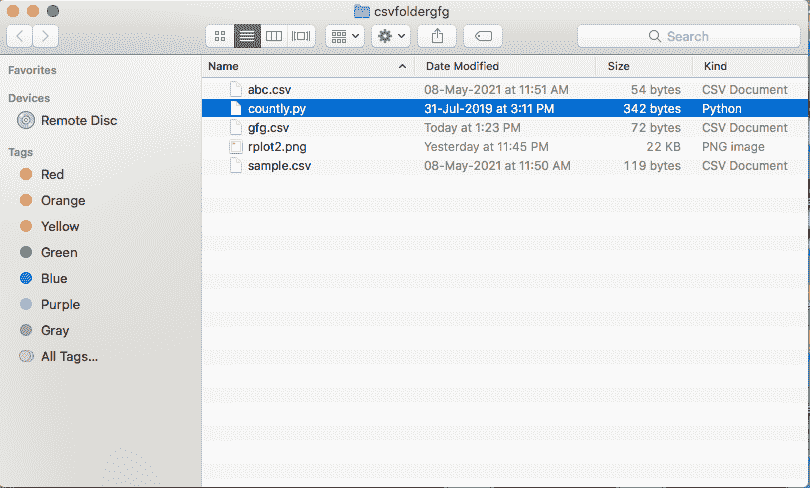 csvfoldergfg
Search
Favorites
Devices
Remote Disc
Tags
Red
Orange
Yellow
Green
Blue
Purple
Gray
All Tags...
Name Date Modified Size Kind
abc.csv 08-May-2021 at 11:51 AM 54 bytes CSV Document
countly.py 31-Jul-2019 at 3:11 PM 342 bytes Python
gfg.csv Today at 1:23 PM 72 bytes CSV Document
rplot2.png Yesterday at 11:45 PM 22 KB PNG image
sample.csv 08-May-2021 at 11:50 AM 119 bytes CSV Document